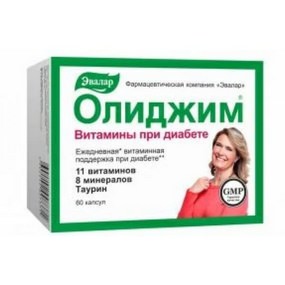 Эвалар
Фармацевтическая компания «Эвалар»
Олиджим®
Витамины при диабете
Ежедневная* витаминная
поддержка при диабете**
11 витаминов
8 минералов
Таурин
60 капсул
GMP